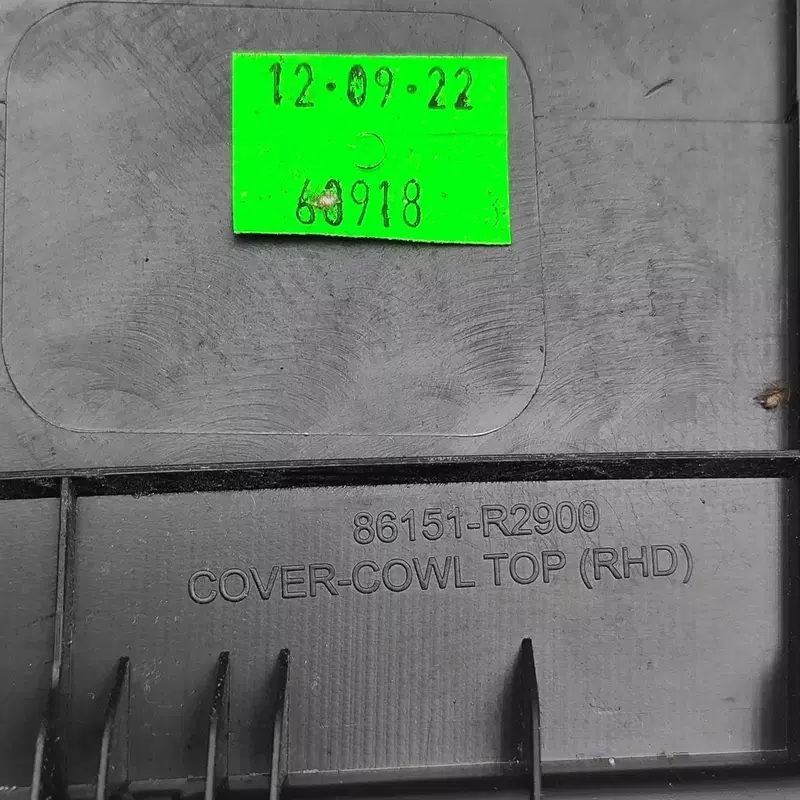 12·09·22
60918
86151-R2900
COVER-COWL TOP (RHD)